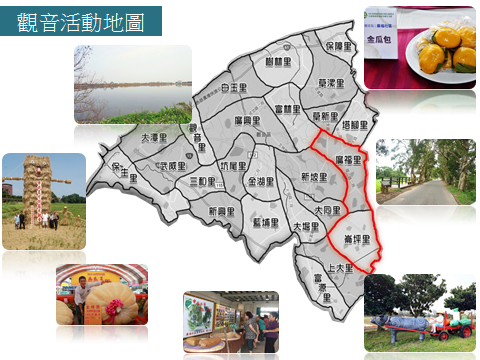 觀音活動地圖
保障里
樹林里
草漯里
白玉里
富林里
草新里
塔腳里
廣興里
觀音里
大潭里
廣福里
保生里
武威里
坑尾里
三和里
金湖里
新坡里
新興里
藍埔里
大同里
大堀里
崙坪里
上大里
富源里
金瓜包